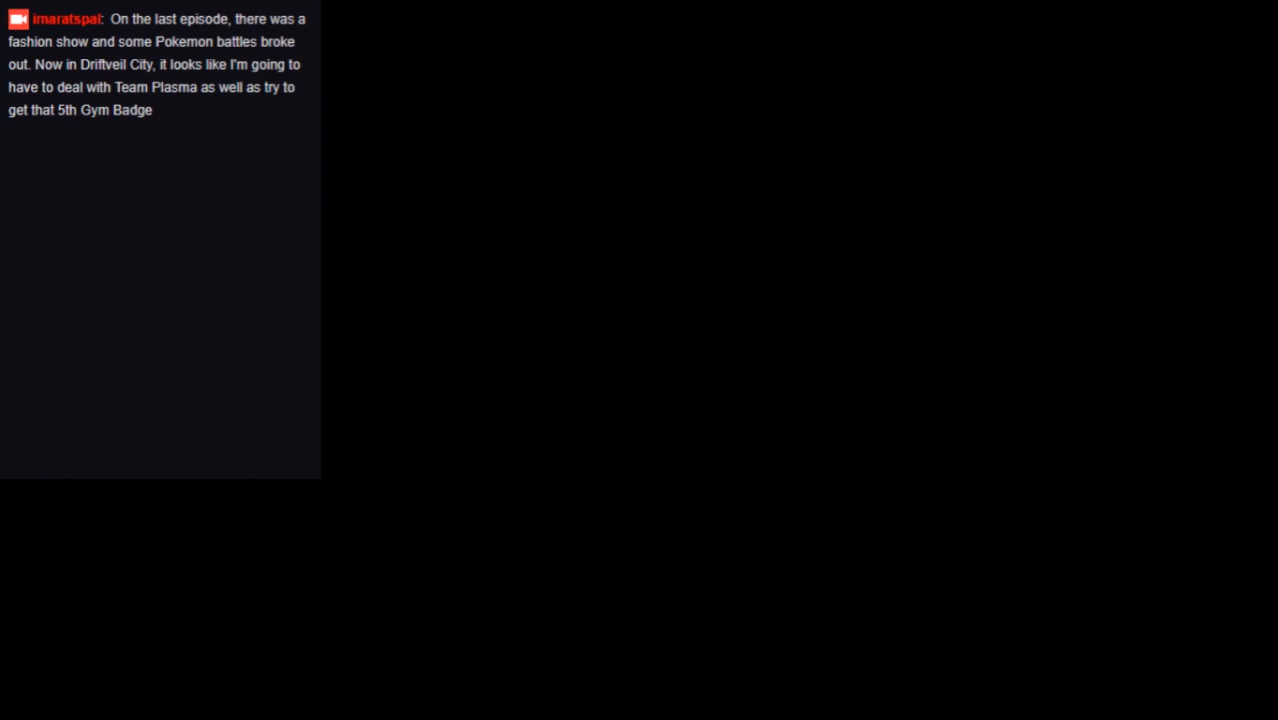 imaratspal: On the last episode, there was a
fashion show and some Pokemon battles broke
out. Now in Driftveil City, it looks like I'm going to
have to deal with Team Plasma as well as try to
get that 5th Gym Badge